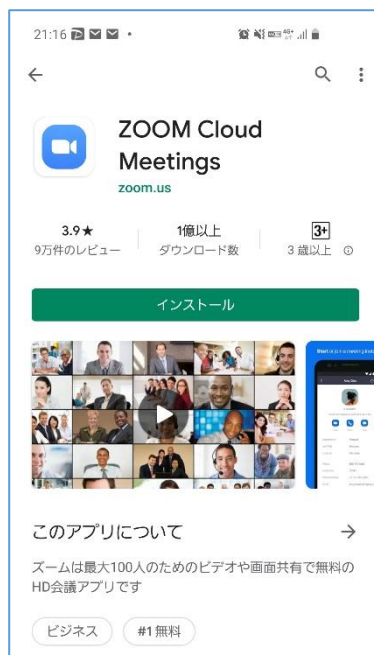 21:16
ZOOM Cloud
Meetings
zoom.us
3.9★
9万件のレビュー
1億以上
ダウンロード数
3+
3 歳以上
インストール
このアプリについて
ズームは最大100人のためのビデオや画面共有で無料の
HD会議アプリです
ビジネス
#1 無料